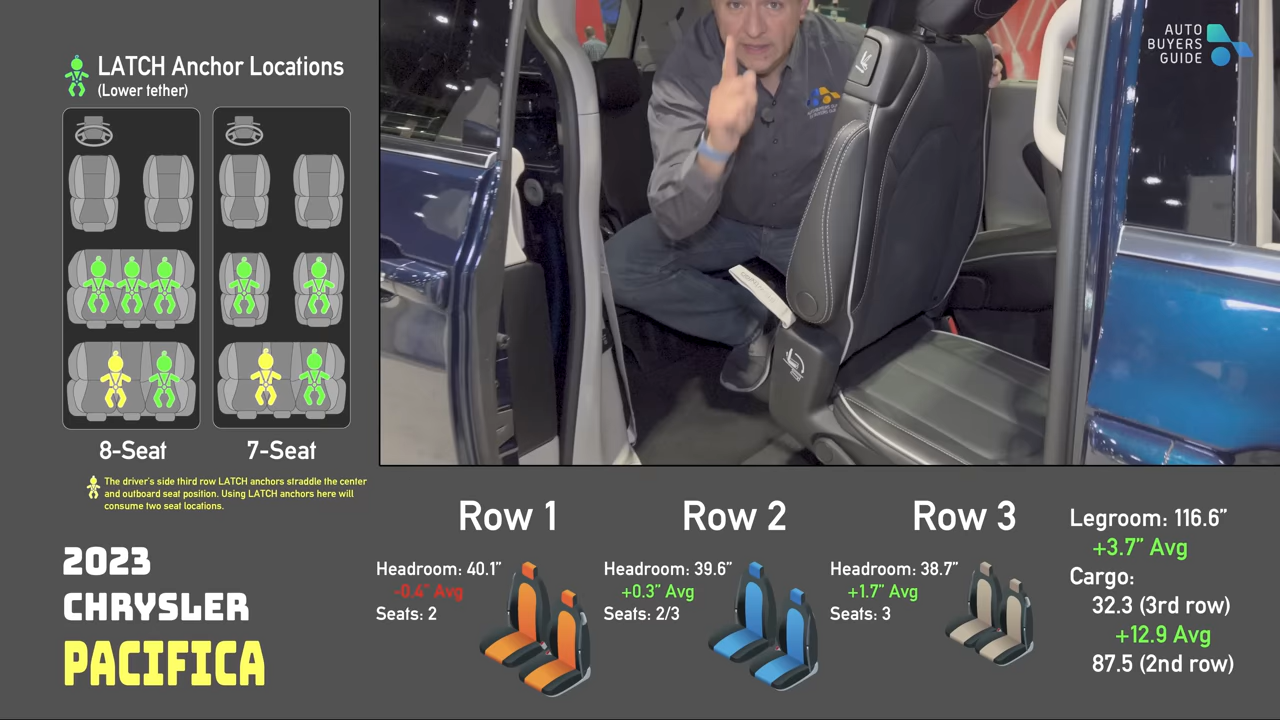 LATCH Anchor Locations
(Lower tether)
8-Seat
7-Seat
The driver's side third row LATCH anchors straddle the center
and outboard seat position. Using LATCH anchors here will
consume two seat locations.
2023
CHRYSLER
PACIFICA
AUTO
BUYERS
GUIDE
Row 1
Headroom: 40.1"
-0.4" Avg
Seats: 2
Row 2
Headroom: 39.6"
+0.3" Avg
Seats: 2/3
Row 3
Headroom: 38.7"
+1.7" Avg
Seats: 3
Legroom: 116.6"
+3.7" Avg
Cargo:
32.3 (3rd row)
+12.9 Avg
87.5 (2nd row)